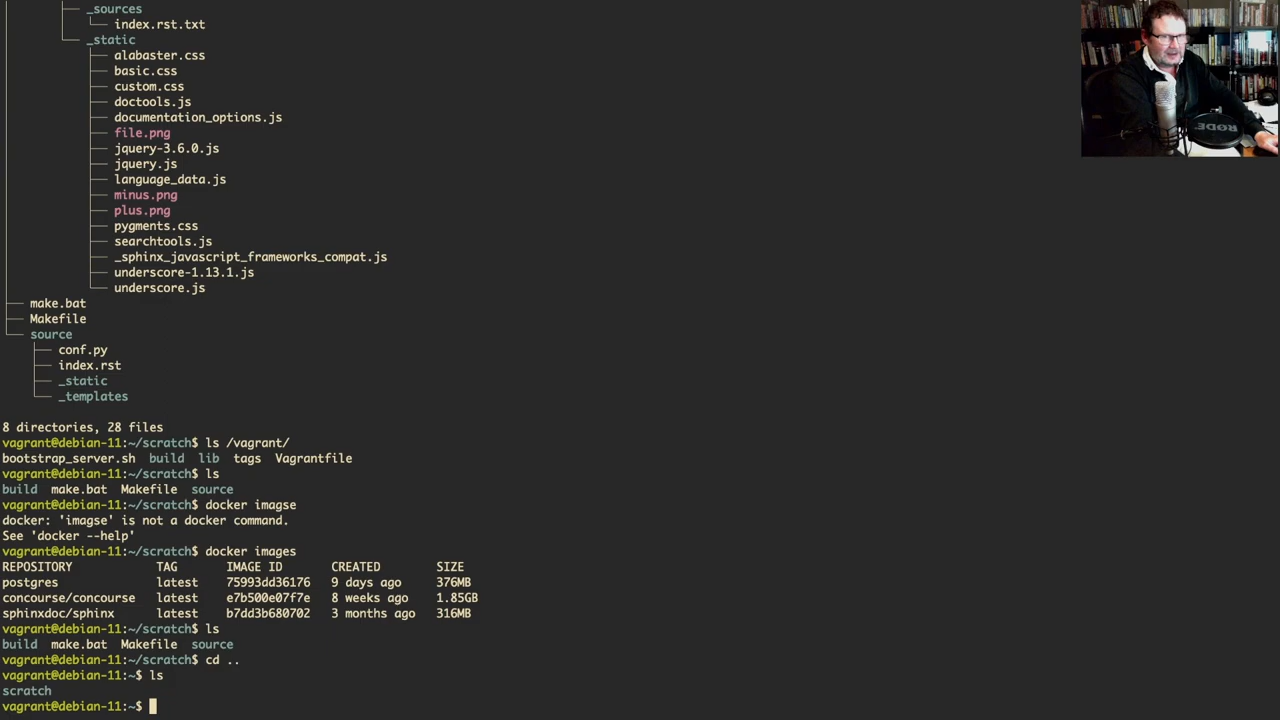 _sources
index.rst.txt
_static
alabaster.css
basic.css
custom.css
doctools.js
documentation_options.js
file.png
jquery-3.6.0.js
jquery.js
language_data.js
minus.png
plus.png
pygments.css
searchtools.js
_sphinx_javascript_frameworks_compat.js
underscore-1.13.1.js
underscore.js
make.bat
Makefile
source
conf.py
index.rst
_static
_templates
8 directories, 28 files
vagrant@debian-11:~/scratch$ ls /vagrant/
bootstrap_server.sh build lib tags Vagrantfile
vagrant@debian-11:~/scratch$ ls
build make.bat Makefile source
vagrant@debian-11:~/scratch$ docker imagse
docker: 'imagse' is not a docker command.
See 'docker --help'
vagrant@debian-11:~/scratch$ docker images
REPOSITORY TAG IMAGE ID CREATED SIZE
postgres latest 75993dd36176 9 days ago 376MB
concourse/concourse latest e7b500e07f7e 8 weeks ago 1.85GB
sphinxdoc/sphinx latest b7dd3b680702 3 months ago 316MB
vagrant@debian-11:~/scratch$ ls
build make.bat Makefile source
vagrant@debian-11:~/scratch$ cd ..
vagrant@debian-11:~$ ls
scratch
vagrant@debian-11:~$
RØDE